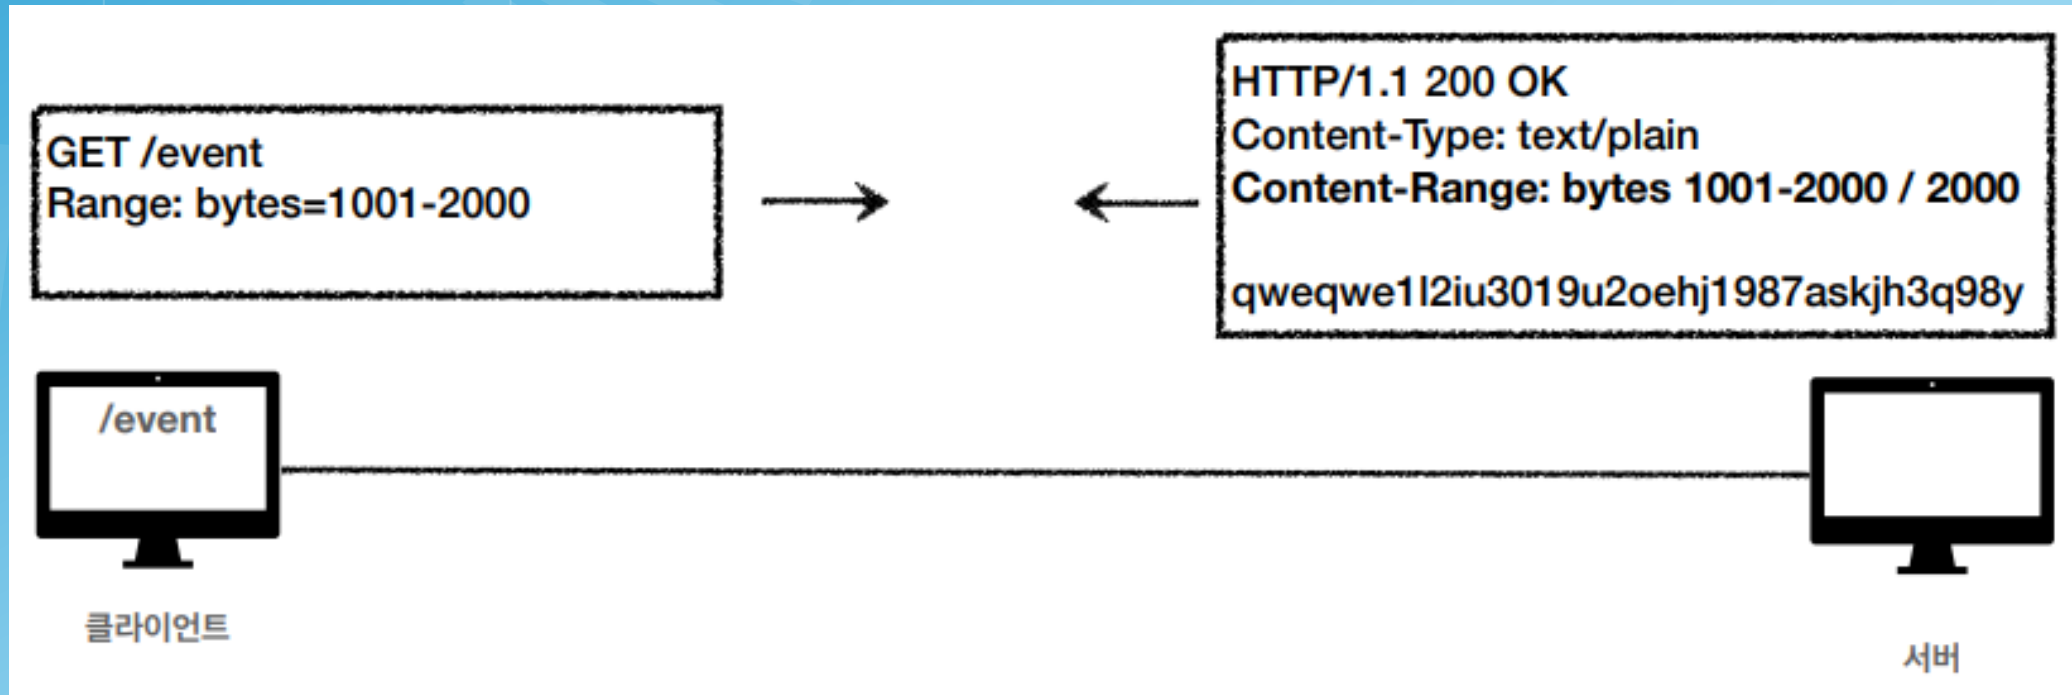 GET /event
Range: bytes=1001-2000
HTTP/1.1 200 OK
Content-Type: text/plain
Content-Range: bytes 1001-2000 / 2000
qweqwe1l2iu3019u2oehj1987askjh3q98y
/event
클라이언트
서버